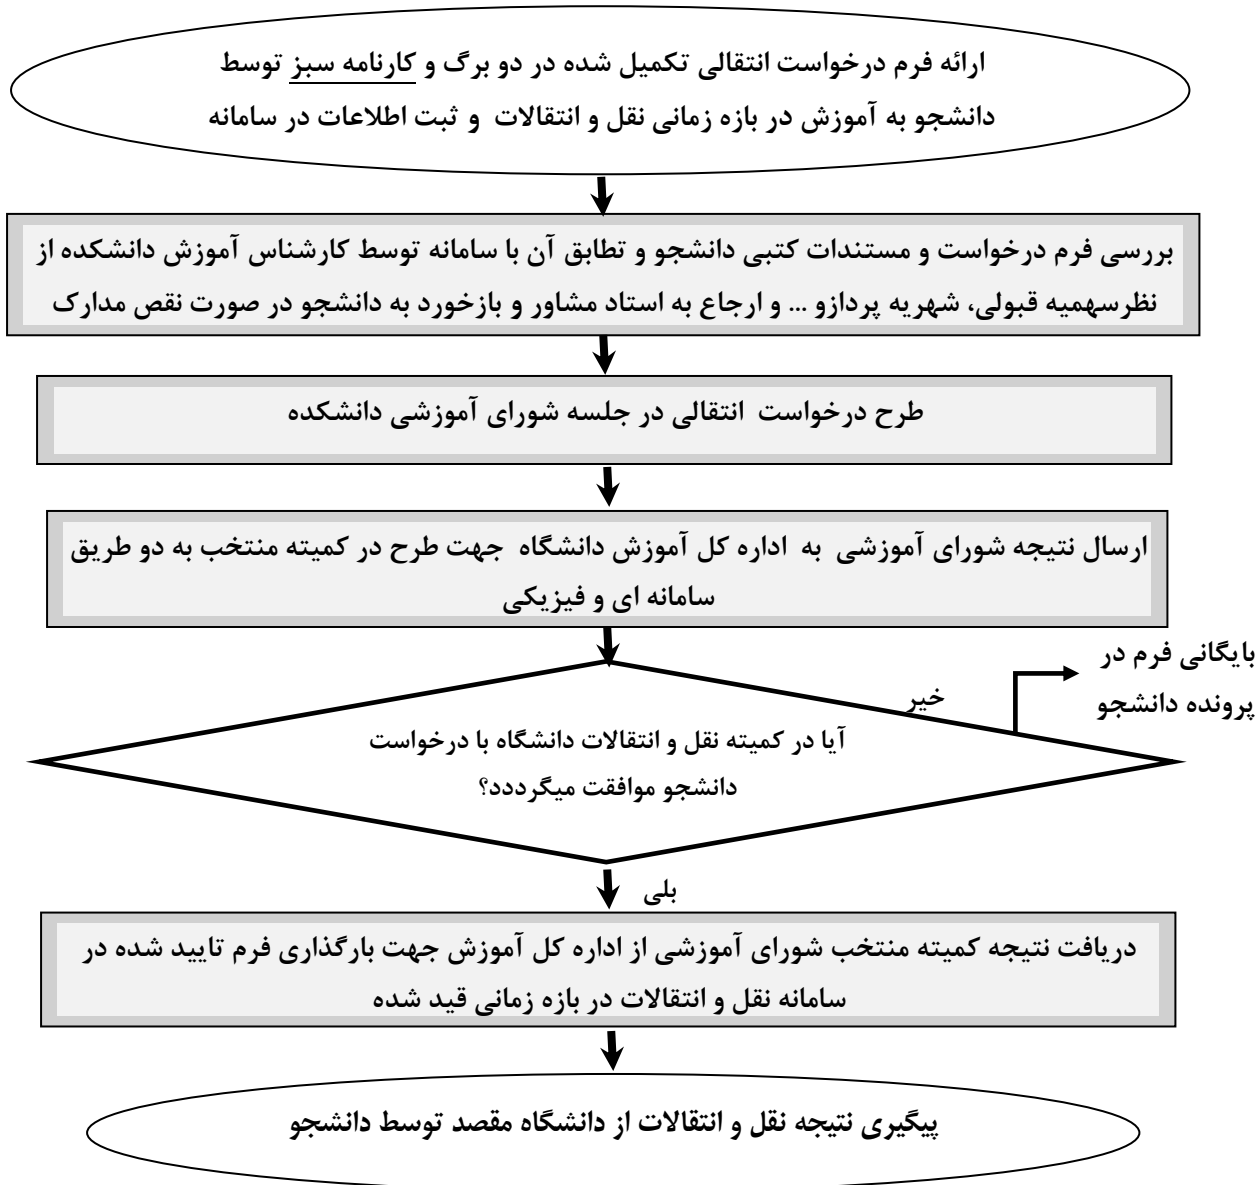 ارائه فرم درخواست انتقالی تکمیل شده در دو برگ و کارنامه سبز توسط
دانشجو به آموزش در بازه زمانی نقل و انتقالات و ثبت اطلاعات در سامانه
بررسی فرم درخواست و مستندات کتبی دانشجو و تطابق آن با سامانه توسط کارشناس آموزش دانشکده از
نظرسهمیه قبولی، شهریه پردازو ... و ارجاع به استاد مشاور و بازخورد به دانشجو در صورت نقص مدارک
طرح درخواست انتقالی در جلسه شورای آموزشی دانشکده
ارسال نتیجه شورای آموزشی به اداره کل آموزش دانشگاه جهت طرح در کمیته منتخب به دو طریق
سامانه ای و فیزیکی
بایگانی فرم در
پرونده دانشجو
خیر
آیا در کمیته نقل و انتقالات دانشگاه با درخواست
دانشجو موافقت میگرددد؟
بلی
دریافت نتیجه کمیته منتخب شورای آموزشی از اداره کل آموزش جهت بارگذاری فرم تایید شده در
سامانه نقل و انتقالات در بازه زمانی قید شده
پیگیری نتیجه نقل و انتقالات از دانشگاه مقصد توسط دانشجو